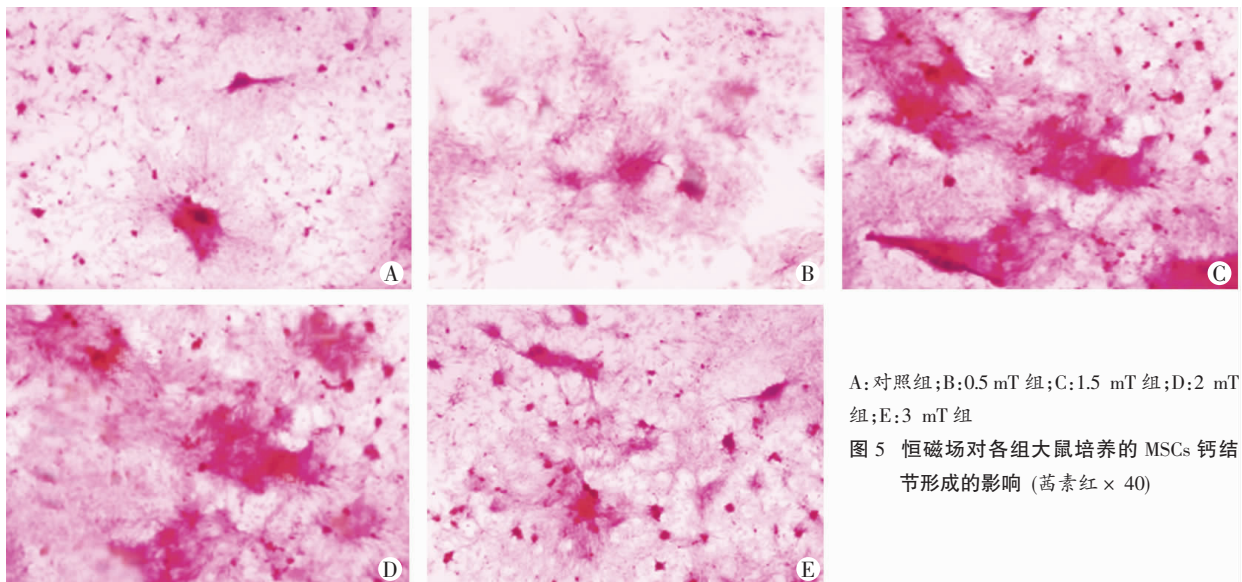 A
B
C
D
E
A:对照组;B:0.5 mT 组;C:1.5 mT 组;D:2 mT
组;E:3 mT 组
图 5 恒磁场对各组大鼠培养的 MSCs 钙结
节形成的影响 (茜素红 × 40)